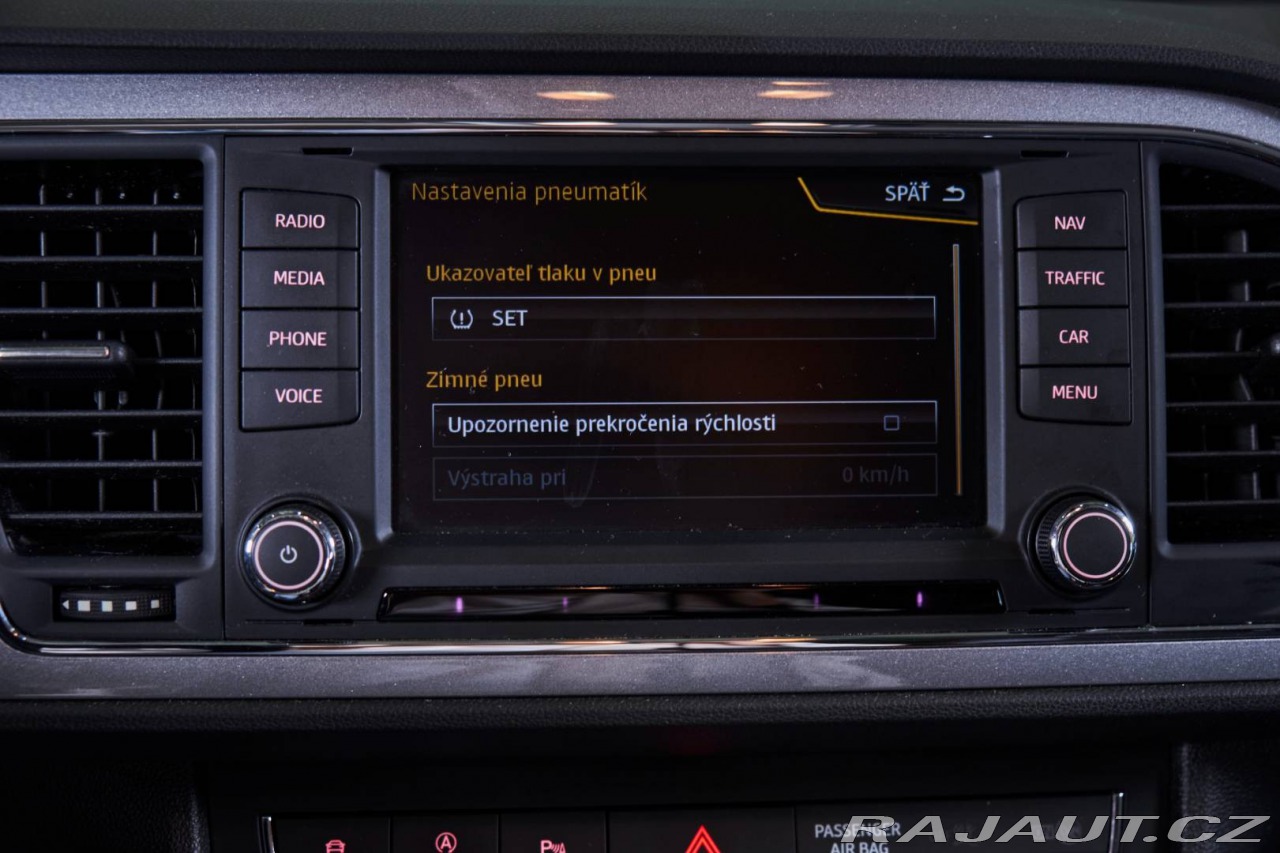 Nastavenia pneumatík
SPÄŤ
Ukazovateľ tlaku v pneu
SET
Zimné pneu
Upozornenie prekročenia rýchlosti
Výstraha pri 0 km/h
RADIO
MEDIA
PHONE
VOICE
NAV
TRAFFIC
CAR
MENU
A
P
PASSENGER
AIR BAG
RAJAUT.CZ